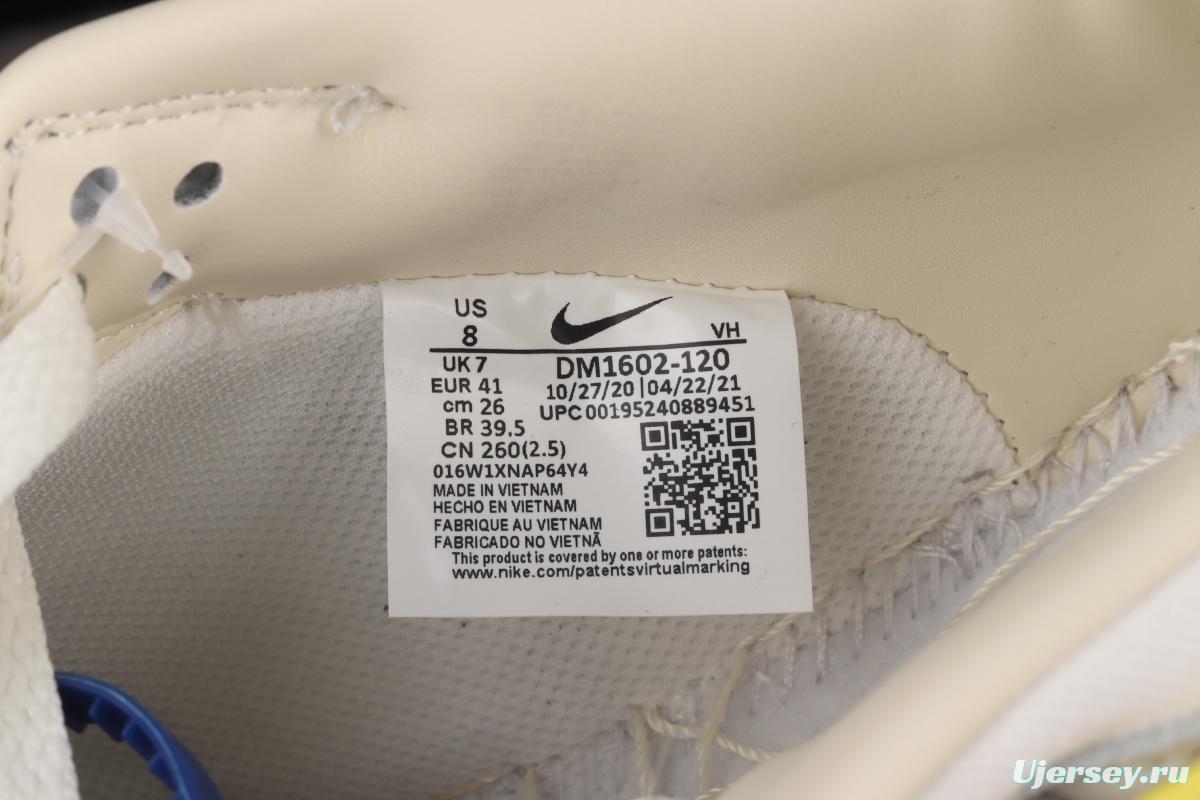 US
8
VH
UK 7
DM1602-120
EUR 41
10/27/20 | 04/22/21
cm 26
UPC 00195240889451
BR 39.5
CN 260(2.5)
016W1XNAP64Y4
MADE IN VIETNAM
HECHO EN VIETNAM
FABRIQUE AU VIETNAM
FABRICADO NO VIETNÃ
This product is covered by one or more patents:
www.nike.com/patentsvirtualmarking
Ujersey.ru